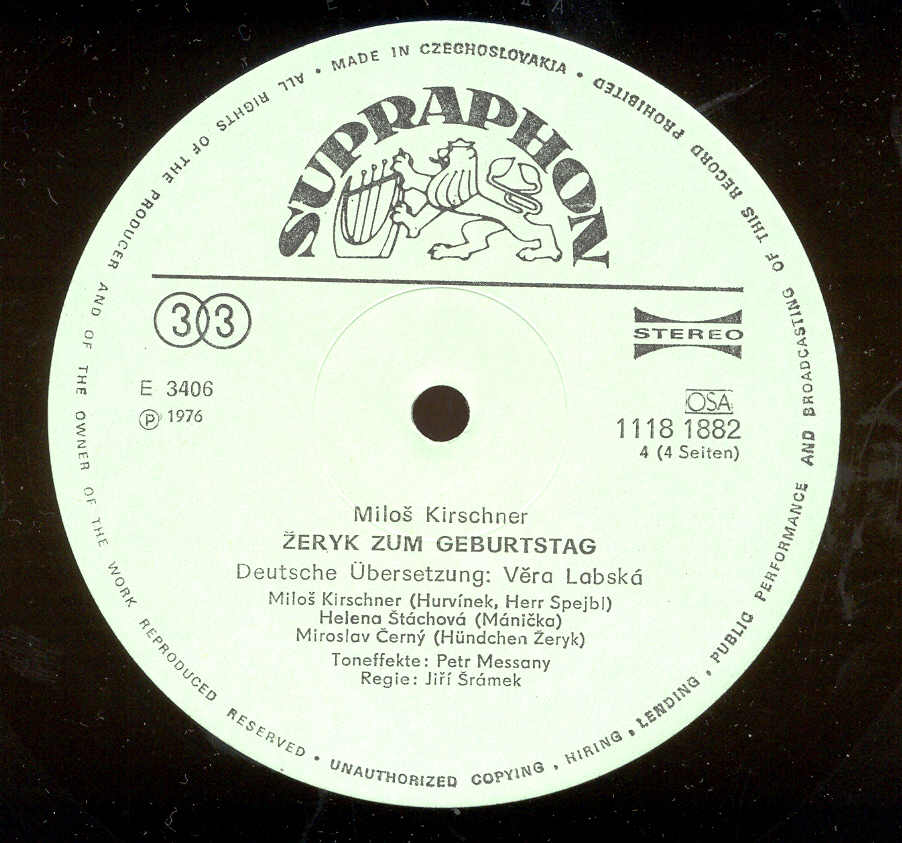 MADE IN CZECHOSLOVAKIA • ALL RIGHTS OF THE PRODUCER AND OF THE OWNER OF THE WORK REPRODUCED RESERVED • UNAUTHORIZED COPYING, HIRING, LENDING, PUBLIC PERFORMANCE AND BROADCASTING OF THIS RECORD PROHIBITED •
SUPRAPHON
33
STEREO
E 3406
Ⓟ 1976
OSA
1118 1882
4 (4 Seiten)
Miloš Kirschner
ŽERYK ZUM GEBURTSTAG
Deutsche Übersetzung: Věra Labská
Miloš Kirschner (Hurvínek, Herr Spejbl)
Helena Štáchová (Mánička)
Miroslav Černý (Hündchen Žeryk)
Toneffekte: Petr Messany
Regie: Jiří Šrámek